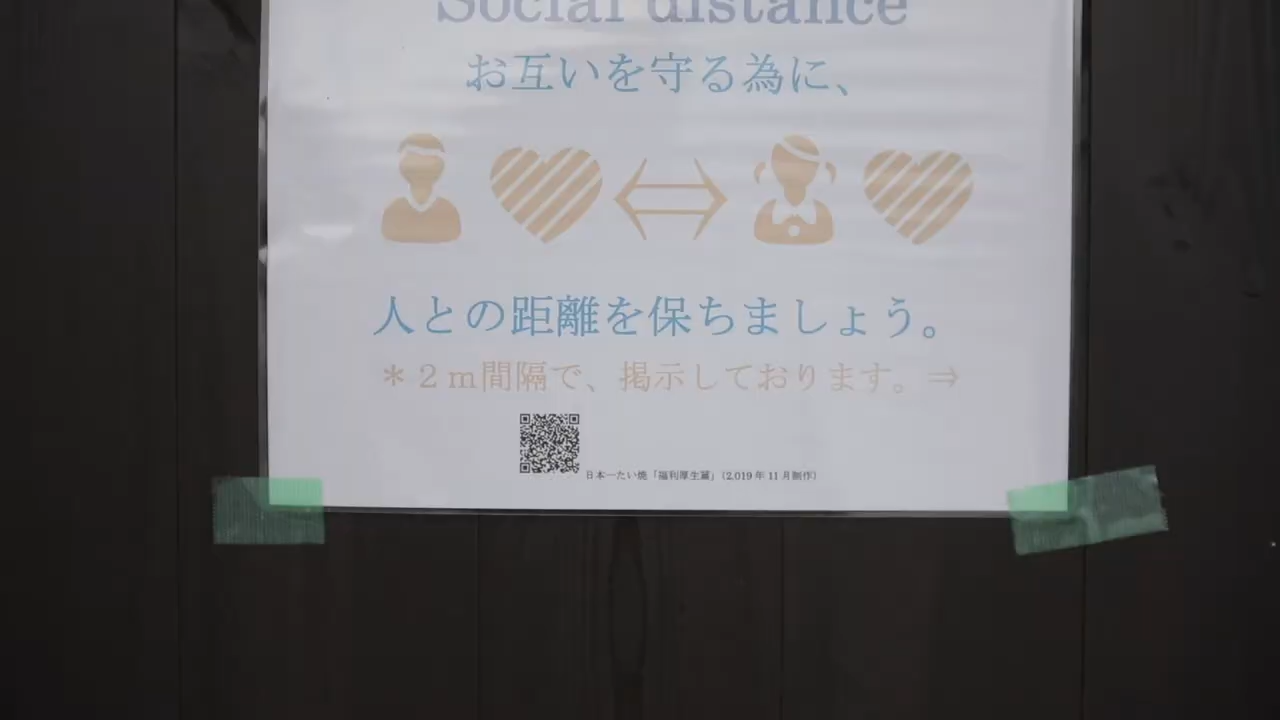 Social distance
お互いを守る為に、
人との距離を保ちましょう。
＊２ｍ間隔で、掲示しております。⇒
日本一たい焼「福利厚生篇」(2,019年11月制作)